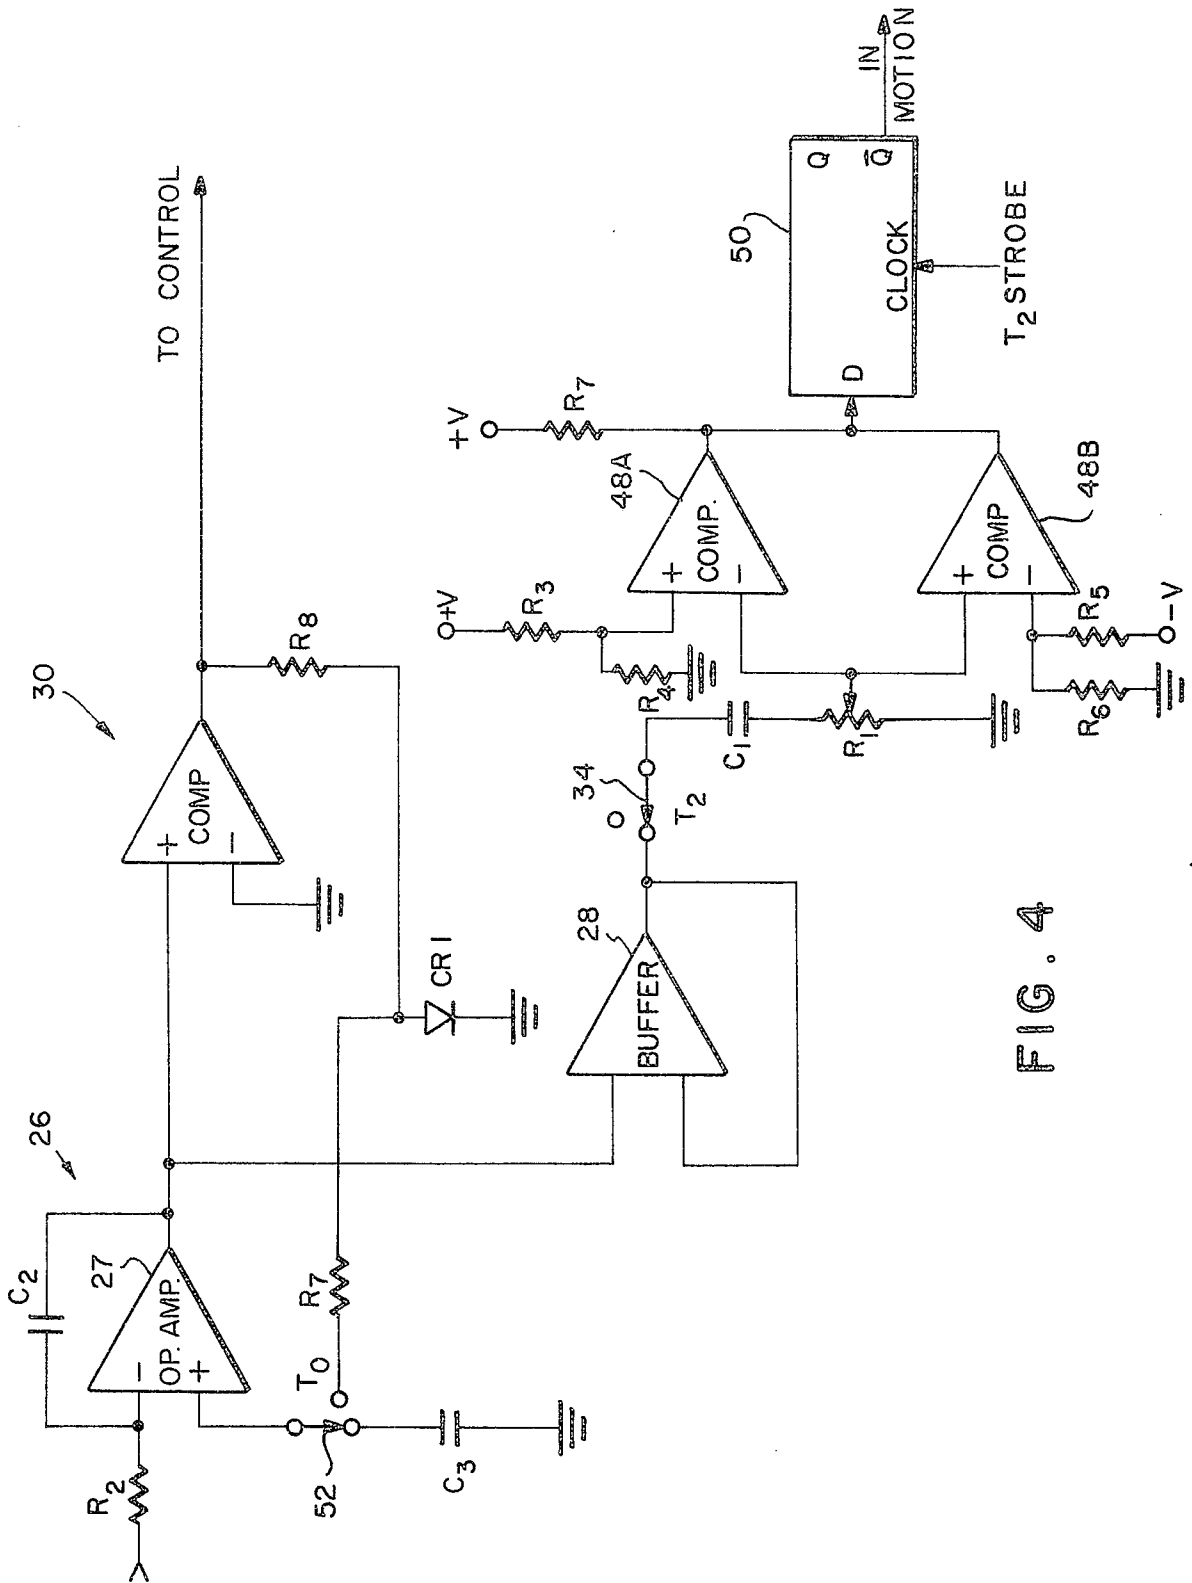 C2
26
27
R2
−
OP. AMP.
+
52
T0
R7
C3
30
+
COMP
−
TO CONTROL
R8
CR1
28
BUFFER
34
T2
C1
R1
+V
R3
R4
48A
+
COMP.
−
+V
R7
+
COMP
−
48B
R5
R6
−V
50
D
Q
Q̄
CLOCK
T2 STROBE
IN
MOTION
FIG. 4